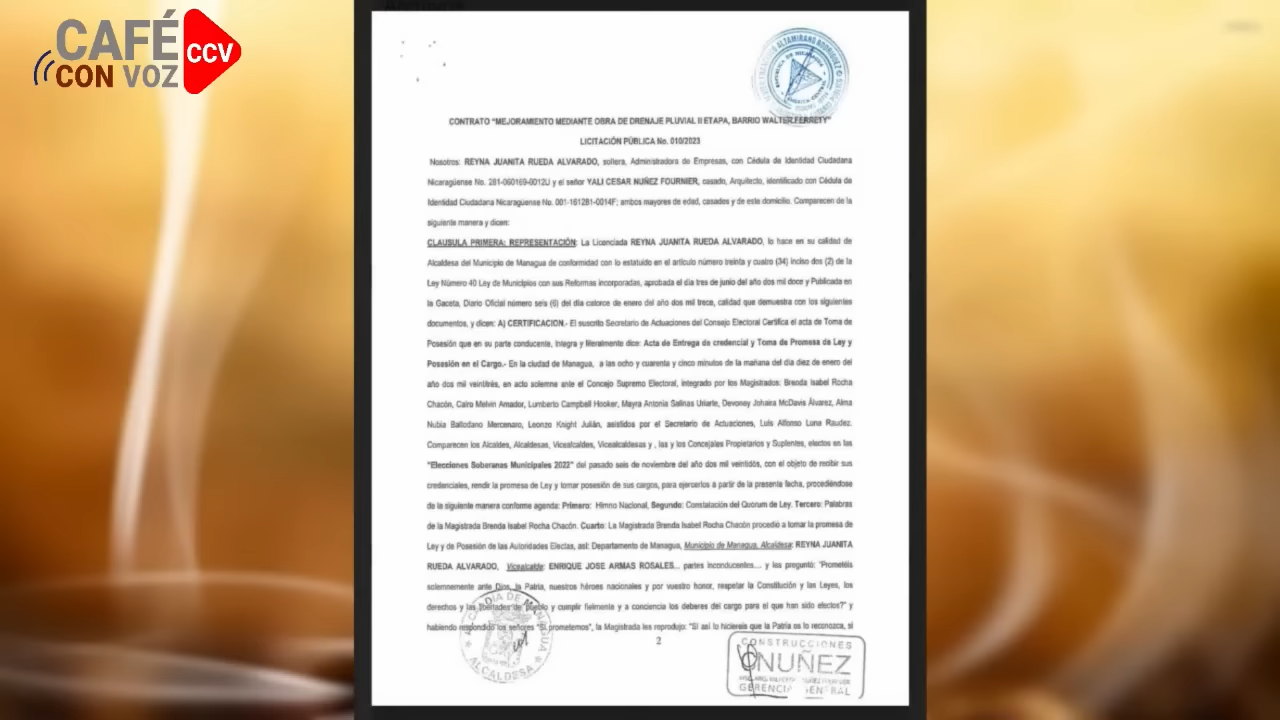 CAFÉ
CON VOZ
CCV
CONTRATO "MEJORAMIENTO MEDIANTE OBRA DE DRENAJE PLUVIAL II ETAPA, BARRIO WALTER FERRETY"
LICITACIÓN PÚBLICA No. 010/2023
Nosotros: REYNA JUANITA RUEDA ALVARADO, soltera, Administradora de Empresas, con Cédula de Identidad Ciudadana
Nicaragüense No. 281-060169-0012U y el señor YALI CESAR NUÑEZ FOURNIER, casado, Arquitecto, identificado con Cédula de
Identidad Ciudadana Nicaragüense No. 001-161281-0014F; ambos mayores de edad, casados y de este domicilio. Comparecen de la
siguiente manera y dicen:
CLAUSULA PRIMERA: REPRESENTACIÓN: La Licenciada REYNA JUANITA RUEDA ALVARADO, lo hace en su calidad de
Alcaldesa del Municipio de Managua de conformidad con lo estatuido en el artículo número treinta y cuatro (34) inciso dos (2) de la
Ley Número 40 Ley de Municipios con sus Reformas incorporadas, aprobada el día tres de junio del año dos mil doce y Publicada en
la Gaceta, Diario Oficial número seis (6) del día catorce de enero del año dos mil trece, calidad que demuestra con los siguientes
documentos, y dicen: A) CERTIFICACION.- El suscrito Secretario de Actuaciones del Consejo Electoral Certifica el acta de Toma de
Posesión que en su parte conducente, íntegra y literalmente dice: Acta de Entrega de credencial y Toma de Promesa de Ley y
Posesión en el Cargo.- En la ciudad de Managua, a las ocho y cuarenta y cinco minutos de la mañana del día diez de enero del
año dos mil veintitrés, en acto solemne ante el Concejo Supremo Electoral, integrado por los Magistrados: Brenda Isabel Rocha
Chacón, Cairo Melvin Amador, Lumberto Campbell Hooker, Mayra Antonia Salinas Uriarte, Devoney Johaira McDavis Álvarez, Alma
Nubia Baltodano Mercenaro, Leonzo Knight Julián, asistidos por el Secretario de Actuaciones, Luis Alfonso Luna Raudez.
Comparecen los Alcaldes, Alcaldesas, Vicealcaldes, Vicealcaldesas y , las y los Concejales Propietarios y Suplentes, electos en las
"Elecciones Soberanas Municipales 2022" del pasado seis de noviembre del año dos mil veintidós, con el objeto de recibir sus
credenciales, rendir la promesa de Ley y tomar posesión de sus cargos, para ejercerlos a partir de la presente fecha, procediéndose
de la siguiente manera conforme agenda: Primero: Himno Nacional, Segundo: Constatación del Quorum de Ley. Tercero: Palabras
de la Magistrada Brenda Isabel Rocha Chacón. Cuarto: La Magistrada Brenda Isabel Rocha Chacón procedió a tomar la promesa de
Ley y de Posesión de las Autoridades Electas, así: Departamento de Managua, Municipio de Managua, Alcaldesa: REYNA JUANITA
RUEDA ALVARADO, Vicealcalde: ENRIQUE JOSE ARMAS ROSALES... partes inconducentes... y les preguntó: "Prometéis
solemnemente ante Dios, la Patria, nuestros héroes nacionales y por vuestro honor, respetar la Constitución y las Leyes, los
derechos y las libertades de pueblo y cumplir fielmente y a conciencia los deberes del cargo para el que han sido electos?" y
habiendo respondido los señores "Si prometemos", la Magistrada les reprodujo: "Si así lo hiciereis que la Patria os lo reconozca, si
2
ALCALDIA DE MANAGUA
ALCALDESA
CONSTRUCCIONES
NUÑEZ
GERENCIA GENERAL